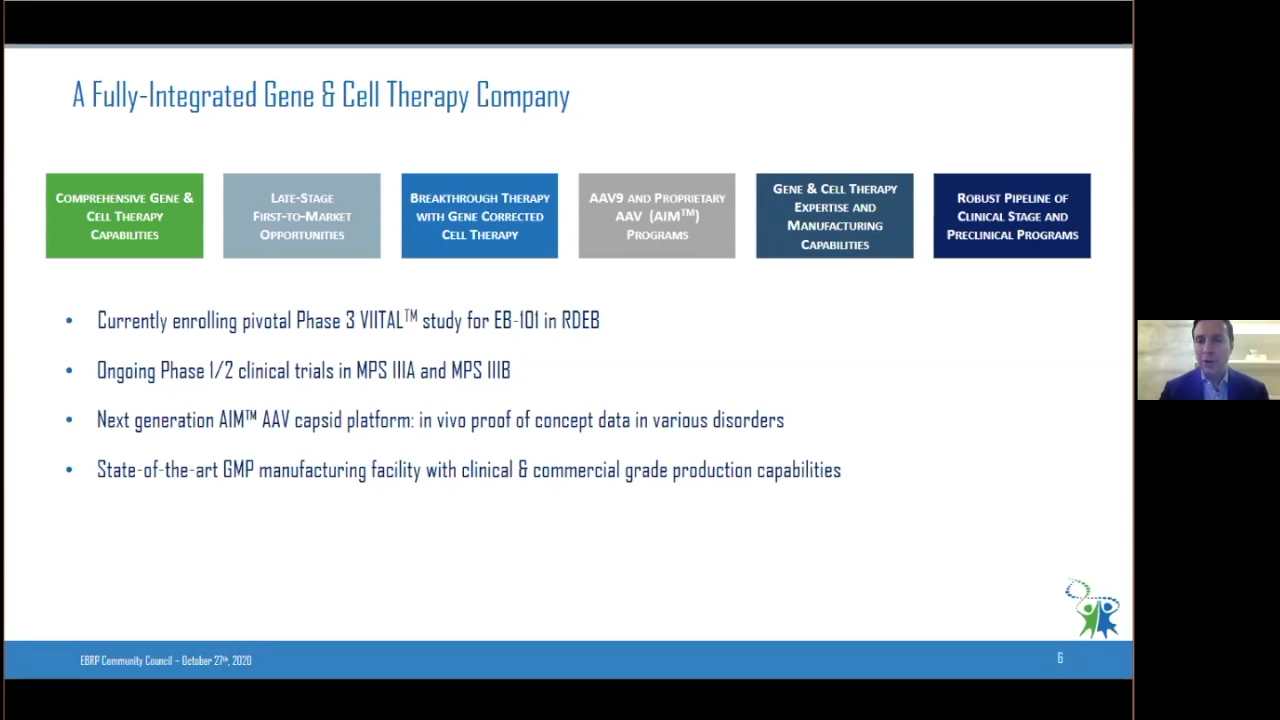 A Fully-Integrated Gene & Cell Therapy Company
COMPREHENSIVE GENE &
CELL THERAPY
CAPABILITIES
LATE-STAGE
FIRST-TO-MARKET
OPPORTUNITIES
BREAKTHROUGH THERAPY
WITH GENE CORRECTED
CELL THERAPY
AAV9 AND PROPRIETARY
AAV (AIM™)
PROGRAMS
GENE & CELL THERAPY
EXPERTISE AND
MANUFACTURING
CAPABILITIES
ROBUST PIPELINE OF
CLINICAL STAGE AND
PRECLINICAL PROGRAMS
• Currently enrolling pivotal Phase 3 VIITAL™ study for EB-101 in RDEB
• Ongoing Phase 1/2 clinical trials in MPS IIIA and MPS IIIB
• Next generation AIM™ AAV capsid platform: in vivo proof of concept data in various disorders
• State-of-the-art GMP manufacturing facility with clinical & commercial grade production capabilities
EBRP Community Council – October 27th, 2020
6